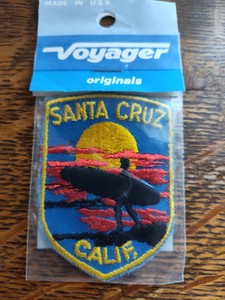 MADE IN U.S.A.
Voyager
originals
SANTA CRUZ
CALIF.